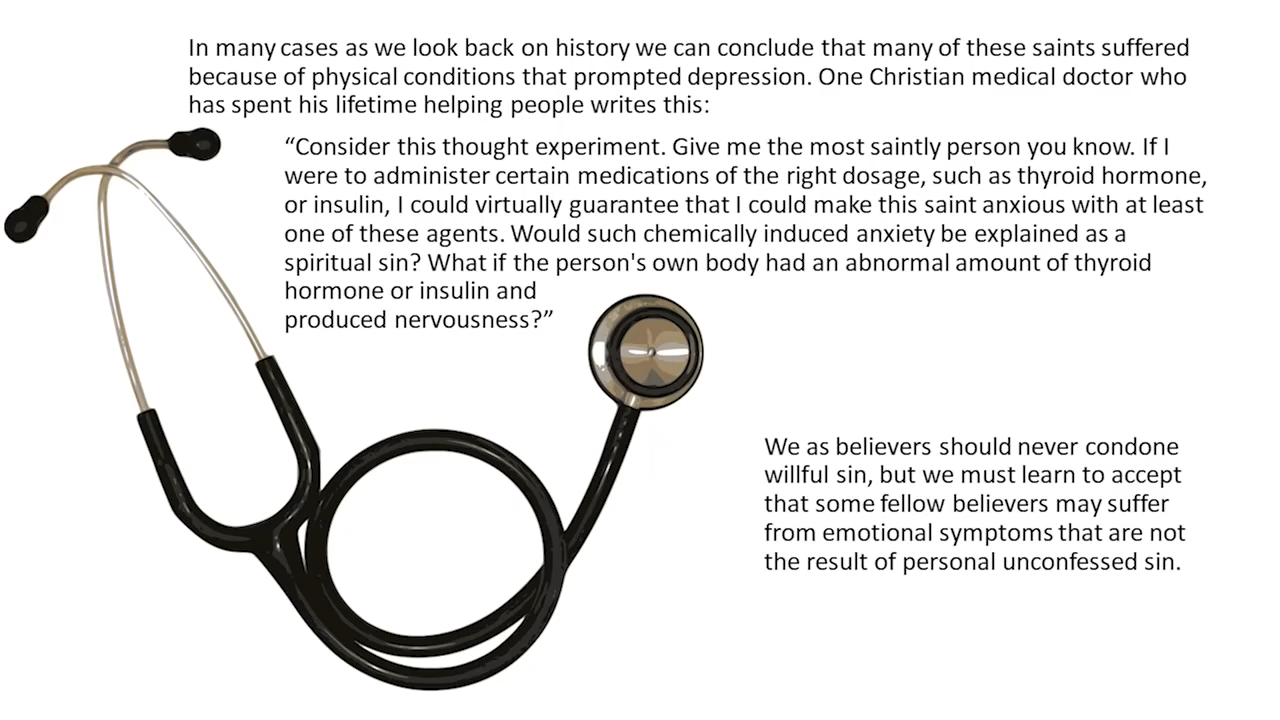 In many cases as we look back on history we can conclude that many of these saints suffered
because of physical conditions that prompted depression. One Christian medical doctor who
has spent his lifetime helping people writes this:
“Consider this thought experiment. Give me the most saintly person you know. If I
were to administer certain medications of the right dosage, such as thyroid hormone,
or insulin, I could virtually guarantee that I could make this saint anxious with at least
one of these agents. Would such chemically induced anxiety be explained as a
spiritual sin? What if the person's own body had an abnormal amount of thyroid
hormone or insulin and
produced nervousness?”
We as believers should never condone
willful sin, but we must learn to accept
that some fellow believers may suffer
from emotional symptoms that are not
the result of personal unconfessed sin.